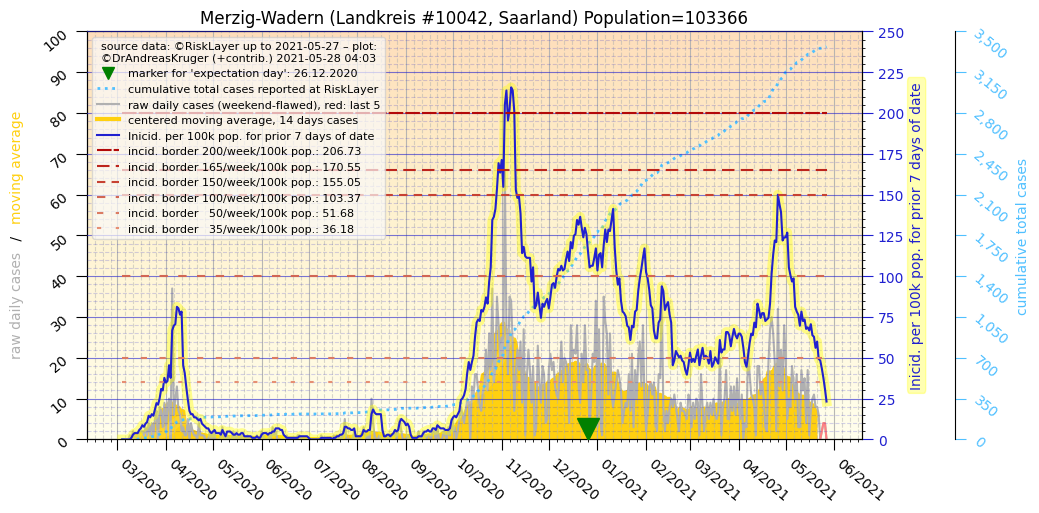 Merzig-Wadern (Landkreis #10042, Saarland) Population=103366
source data: ©RiskLayer up to 2021-05-27 – plot:
©DrAndreasKruger (+contrib.) 2021-05-28 04:03
marker for 'expectation day': 26.12.2020
cumulative total cases reported at RiskLayer
raw daily cases (weekend-flawed), red: last 5
centered moving average, 14 days cases
Inicid. per 100k pop. for prior 7 days of date
incid. border 200/week/100k pop.: 206.73
incid. border 165/week/100k pop.: 170.55
incid. border 150/week/100k pop.: 155.05
incid. border 100/week/100k pop.: 103.37
incid. border   50/week/100k pop.: 51.68
incid. border   35/week/100k pop.: 36.18
raw daily cases / moving average
100
90
80
70
60
50
40
30
20
10
0
250
225
200
175
150
125
100
75
50
25
0
Inicid. per 100k pop. for prior 7 days of date
3,500
3,150
2,800
2,450
2,100
1,750
1,400
1,050
700
350
0
cumulative total cases
03/2020
04/2020
05/2020
06/2020
07/2020
08/2020
09/2020
10/2020
11/2020
12/2020
01/2021
02/2021
03/2021
04/2021
05/2021
06/2021